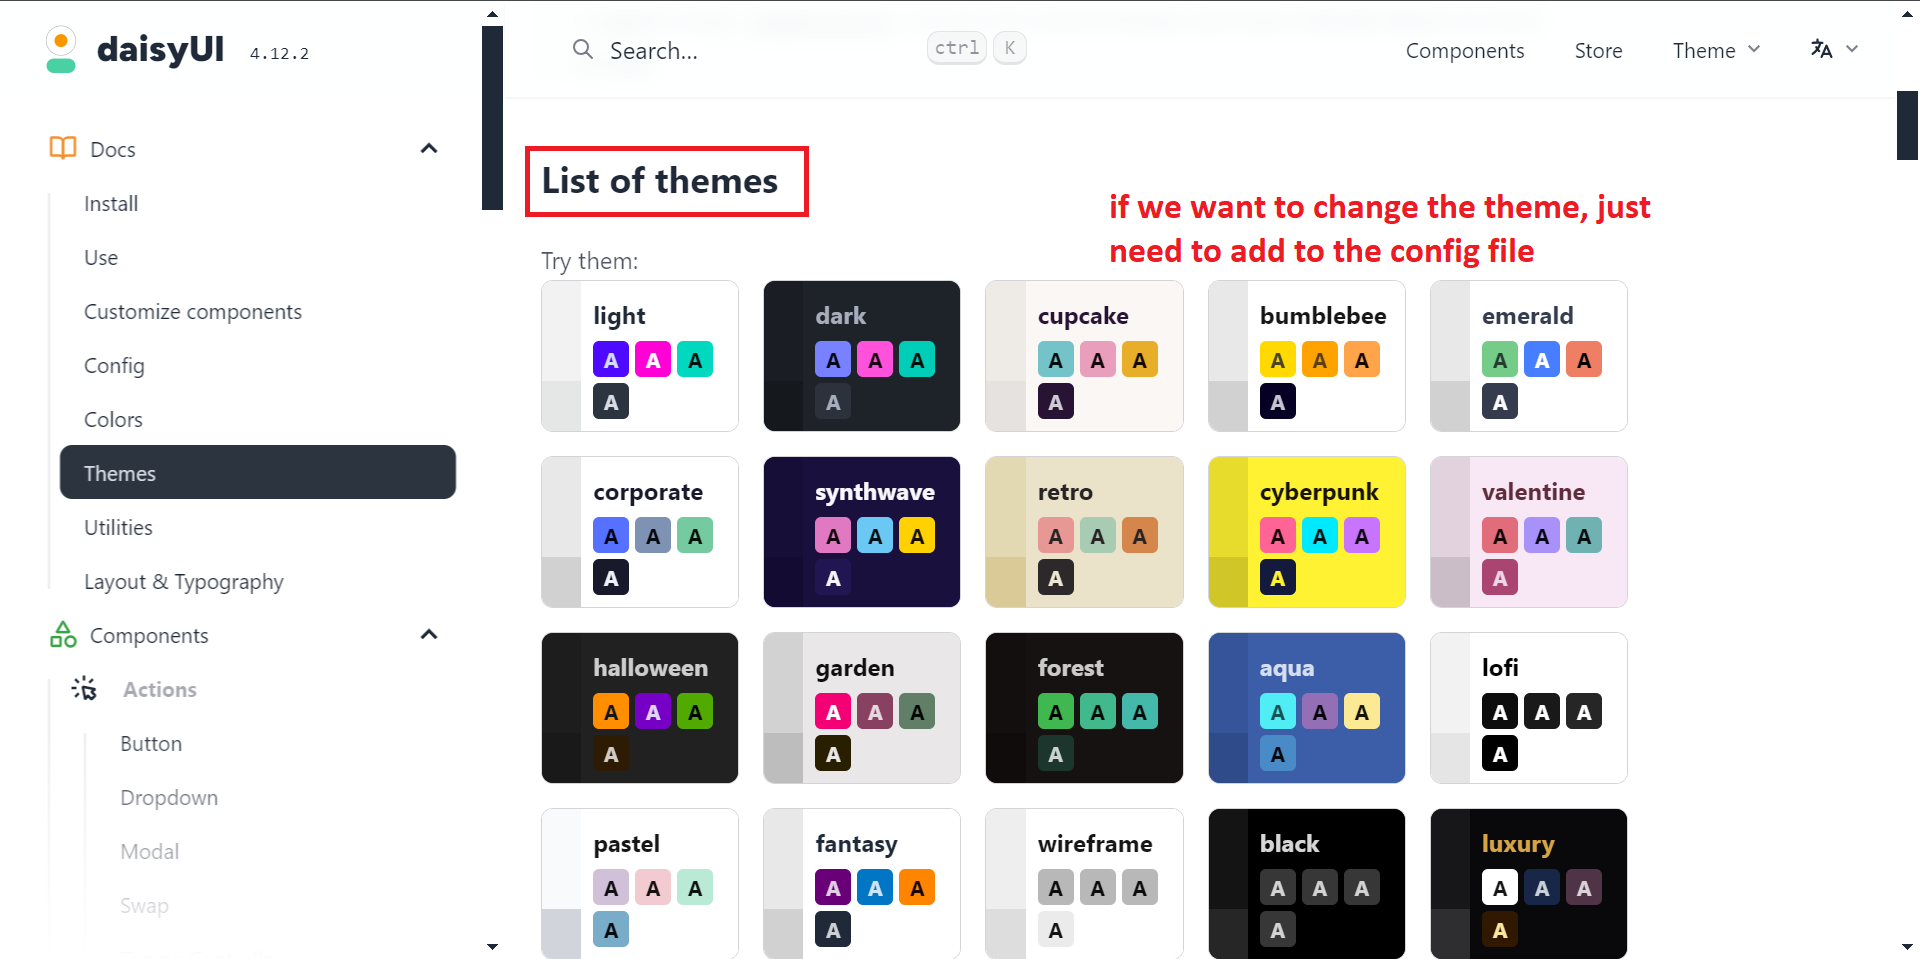 daisyUI 4.12.2
Search...
ctrl K
Components
Store
Theme
Docs
Install
Use
Customize components
Config
Colors
Themes
Utilities
Layout & Typography
Components
Actions
Button
Dropdown
Modal
Swap
List of themes
if we want to change the theme, just
need to add to the config file
Try them:
light
A A A
A
dark
A A A
A
cupcake
A A A
A
bumblebee
A A A
A
emerald
A A A
A
corporate
A A A
A
synthwave
A A A
A
retro
A A A
A
cyberpunk
A A A
A
valentine
A A A
A
halloween
A A A
A
garden
A A A
A
forest
A A A
A
aqua
A A A
A
lofi
A A A
A
pastel
A A A
A
fantasy
A A A
A
wireframe
A A A
A
black
A A A
A
luxury
A A A
A